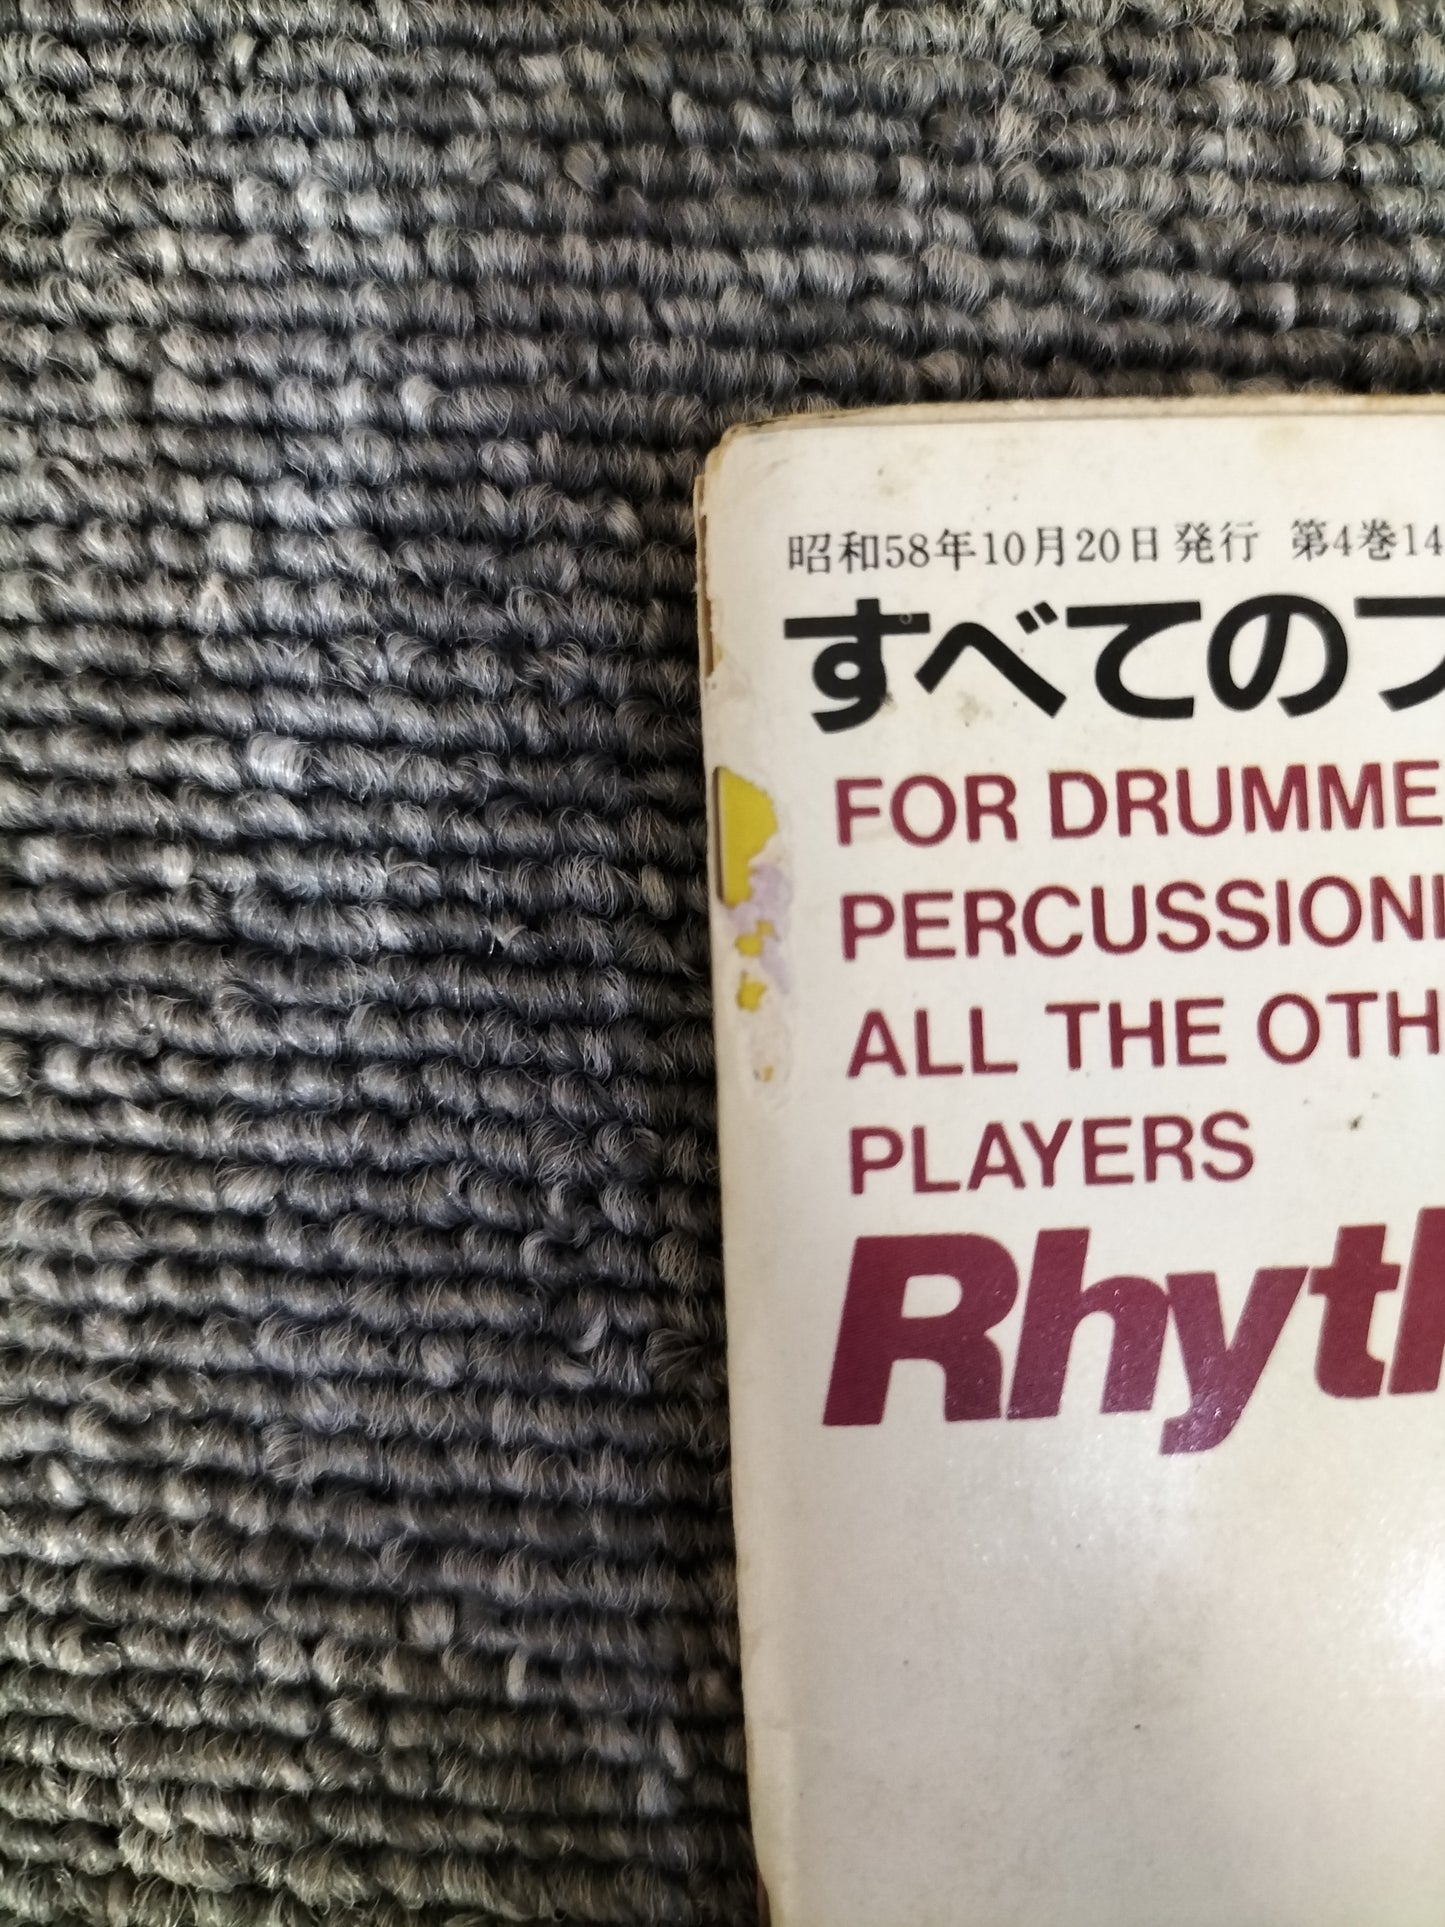 昭和58年10月20日発行 第4巻14
すべての
FOR DRUMME
PERCUSSION
ALL THE OTH
PLAYERS
Rhyt